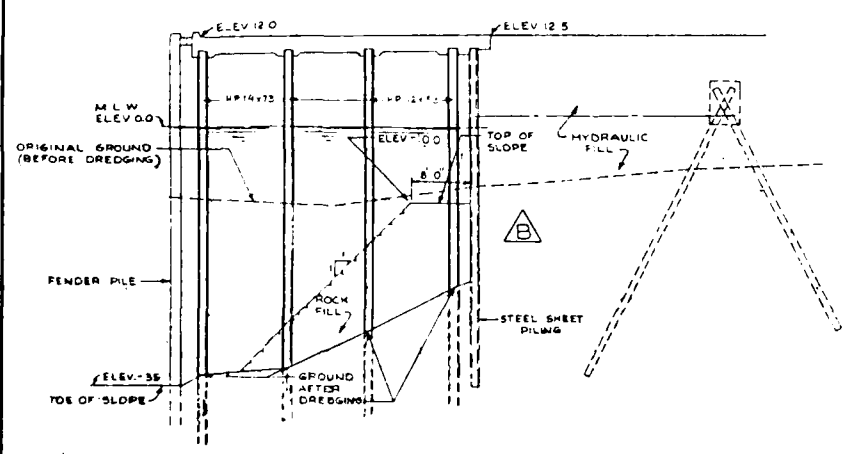 ELEV 12.0
ELEV 12.5
HP 14x73
M L W
ELEV 0.0
ELEV -10.0
TOP OF
SLOPE
HYDRAULIC
FILL
ORIGINAL GROUND
(BEFORE DREDGING)
8'.0"
B
1
FENDER PILE
ROCK
FILL
STEEL SHEET
PILING
ELEV.-35
TOE OF SLOPE
GROUND
AFTER
DREDGING